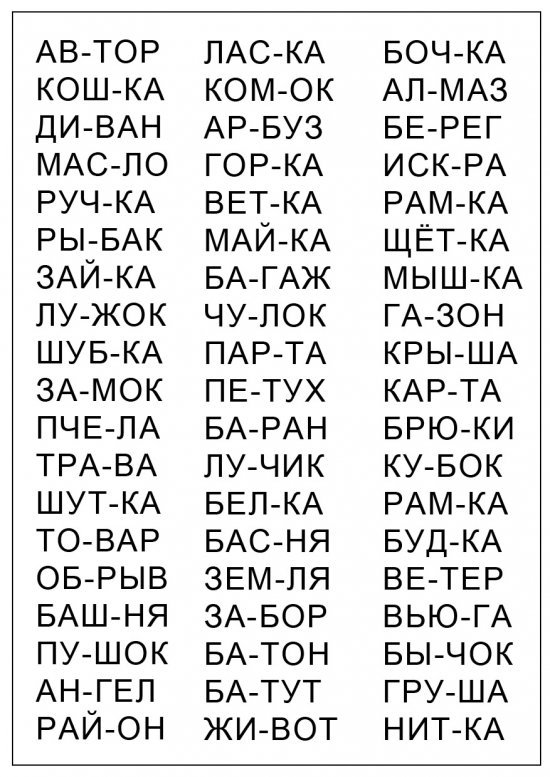 АВ-ТОР ЛАС-КА БОЧ-КА
КОШ-КА КОМ-ОК АЛ-МАЗ
ДИ-ВАН АР-БУЗ БЕ-РЕГ
МАС-ЛО ГОР-КА ИСК-РА
РУЧ-КА ВЕТ-КА РАМ-КА
РЫ-БАК МАЙ-КА ЩЁТ-КА
ЗАЙ-КА БА-ГАЖ МЫШ-КА
ЛУ-ЖОК ЧУ-ЛОК ГА-ЗОН
ШУБ-КА ПАР-ТА КРЫ-ША
ЗА-МОК ПЕ-ТУХ КАР-ТА
ПЧЕ-ЛА БА-РАН БРЮ-КИ
ТРА-ВА ЛУ-ЧИК КУ-БОК
ШУТ-КА БЕЛ-КА РАМ-КА
ТО-ВАР БАС-НЯ БУД-КА
ОБ-РЫВ ЗЕМ-ЛЯ ВЕ-ТЕР
БАШ-НЯ ЗА-БОР ВЬЮ-ГА
ПУ-ШОК БА-ТОН БЫ-ЧОК
АН-ГЕЛ БА-ТУТ ГРУ-ША
РАЙ-ОН ЖИ-ВОТ НИТ-КА